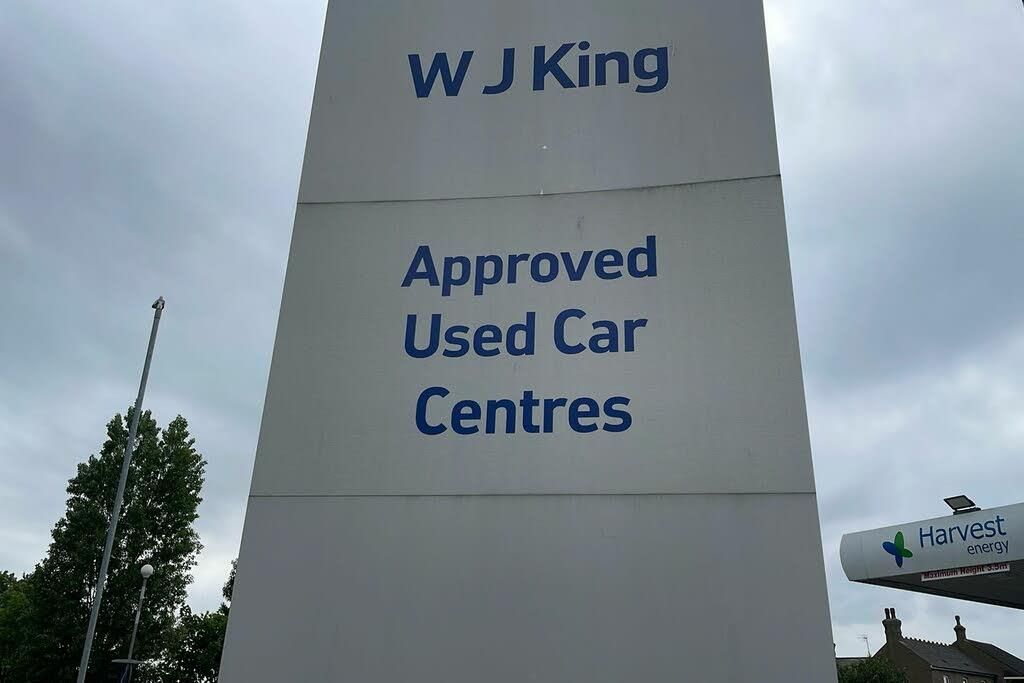 W J King
Approved
Used Car
Centres
Harvest
energy
Maximum Height 3.5m